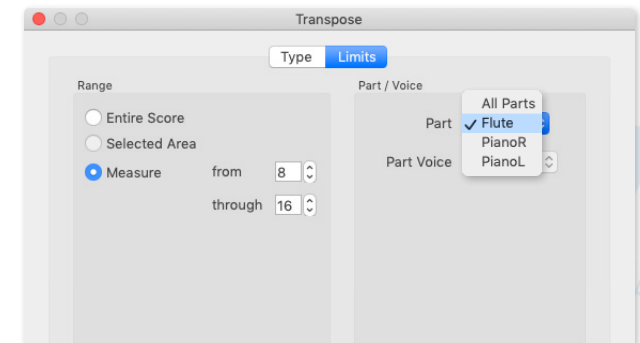 Transpose
Type Limits
Range
Entire Score
Selected Area
Measure from 8
through 16
Part / Voice
Part
All Parts
✓ Flute
PianoR
PianoL
Part Voice